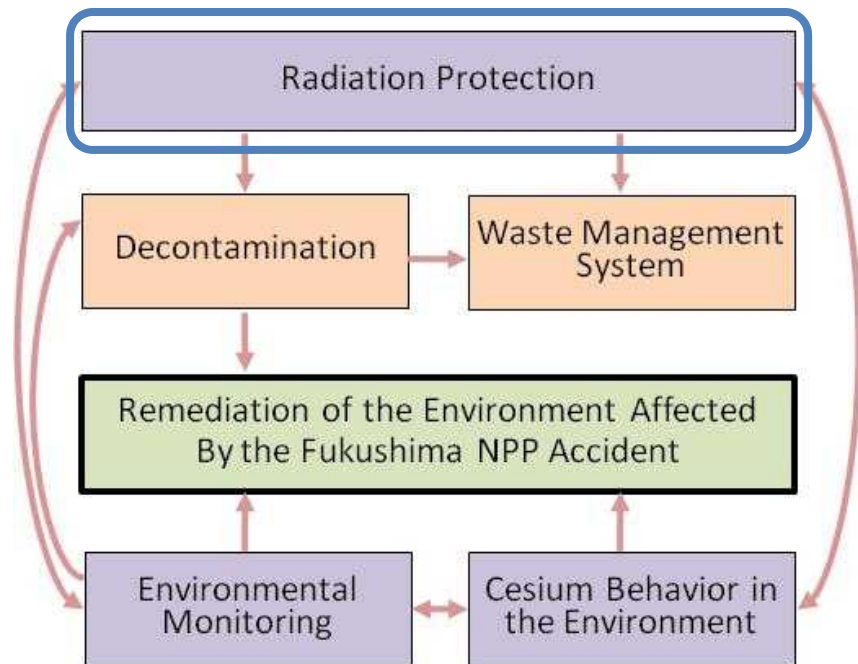 Radiation Protection
Decontamination
Waste Management
System
Remediation of the Environment Affected
By the Fukushima NPP Accident
Environmental
Monitoring
Cesium Behavior in
the Environment